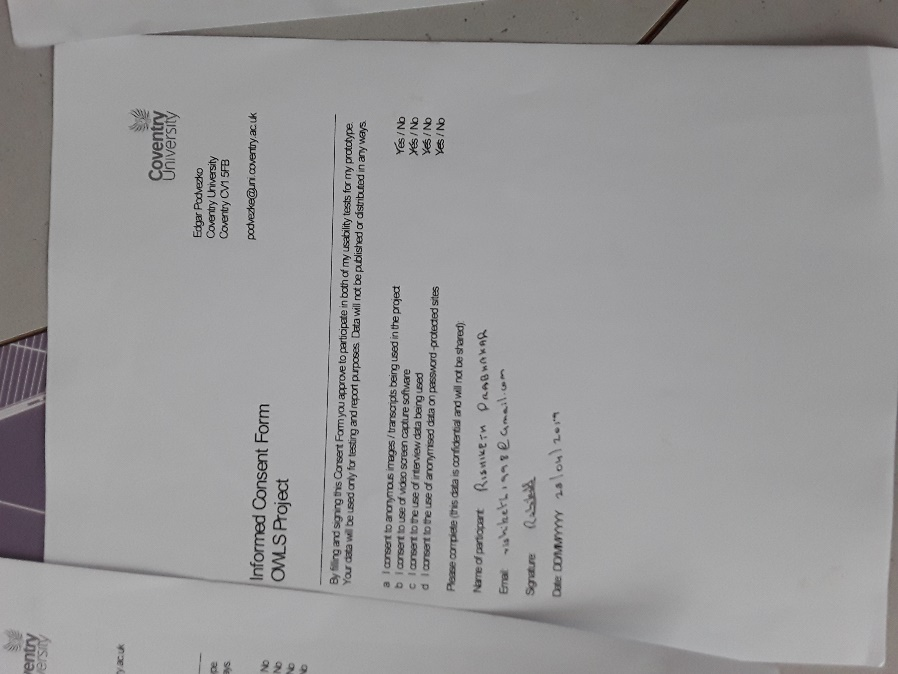 Coventry
University
Edgar Podvezko
Coventry University
Coventry CV1 5FB
podvezke@uni.coventry.ac.uk
Informed Consent Form
OWLS Project
By filling and signing this Consent Form you approve to participate in both of my usability tests for my prototype.
Your data will be used only for testing and report purposes. Data will not be published or distributed in any ways.
a I consent to anonymous images / transcripts being used in the project Yes / No
b I consent to use of video screen capture software Yes / No
c I consent to the use of interview data being used Yes / No
d I consent to the use of anonymised data on password-protected sites Yes / No
Please complete (this data is confidential and will not be shared):
Name of participant: RISHIKETH PRABHAKAR
Email:
Signature:
Date: DD/MM/YYYY 20/04/2019
entry
ersity
y.ac.uk
pe.
ays.
No
No
No
No